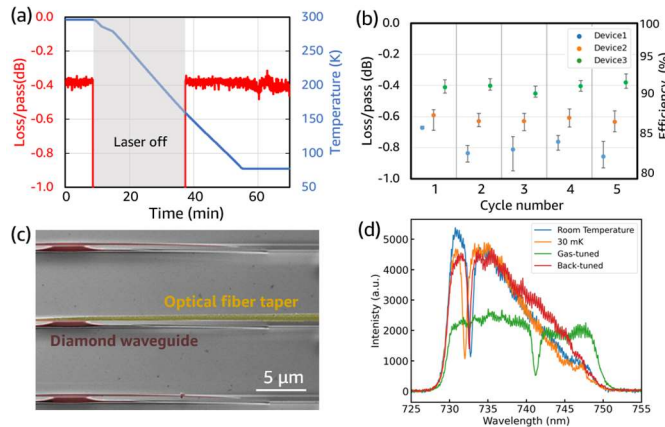 (a)
0.0
-0.2
-0.4
-0.6
-0.8
-1.0
Loss/pass(dB)
Laser off
0
20
40
60
Time (min)
300
250
200
150
100
50
Temperature (K)
(b)
-0.0
-0.2
-0.4
-0.6
-0.8
-1.0
Loss/pass(dB)
Device1
Device2
Device3
1
2
3
4
5
Cycle number
100
95
90
85
80
Efficiency (%)
(c)
Optical fiber taper
Diamond waveguide
5 μm
(d)
5000
4000
3000
2000
1000
0
Intenisty (a.u.)
Room Temperature
30 mK
Gas-tuned
Back-tuned
725
730
735
740
745
750
755
Wavelength (nm)